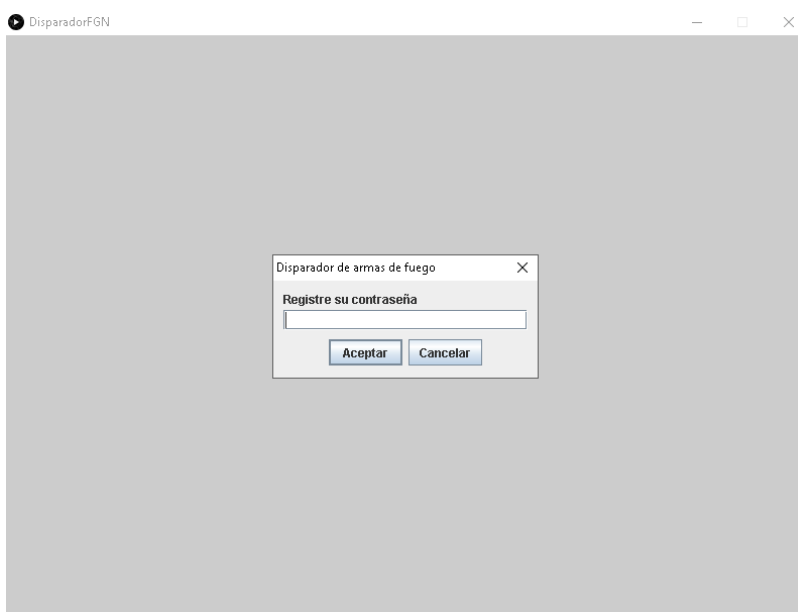 DisparadorFGN
Disparador de armas de fuego
Registre su contraseña
Aceptar
Cancelar